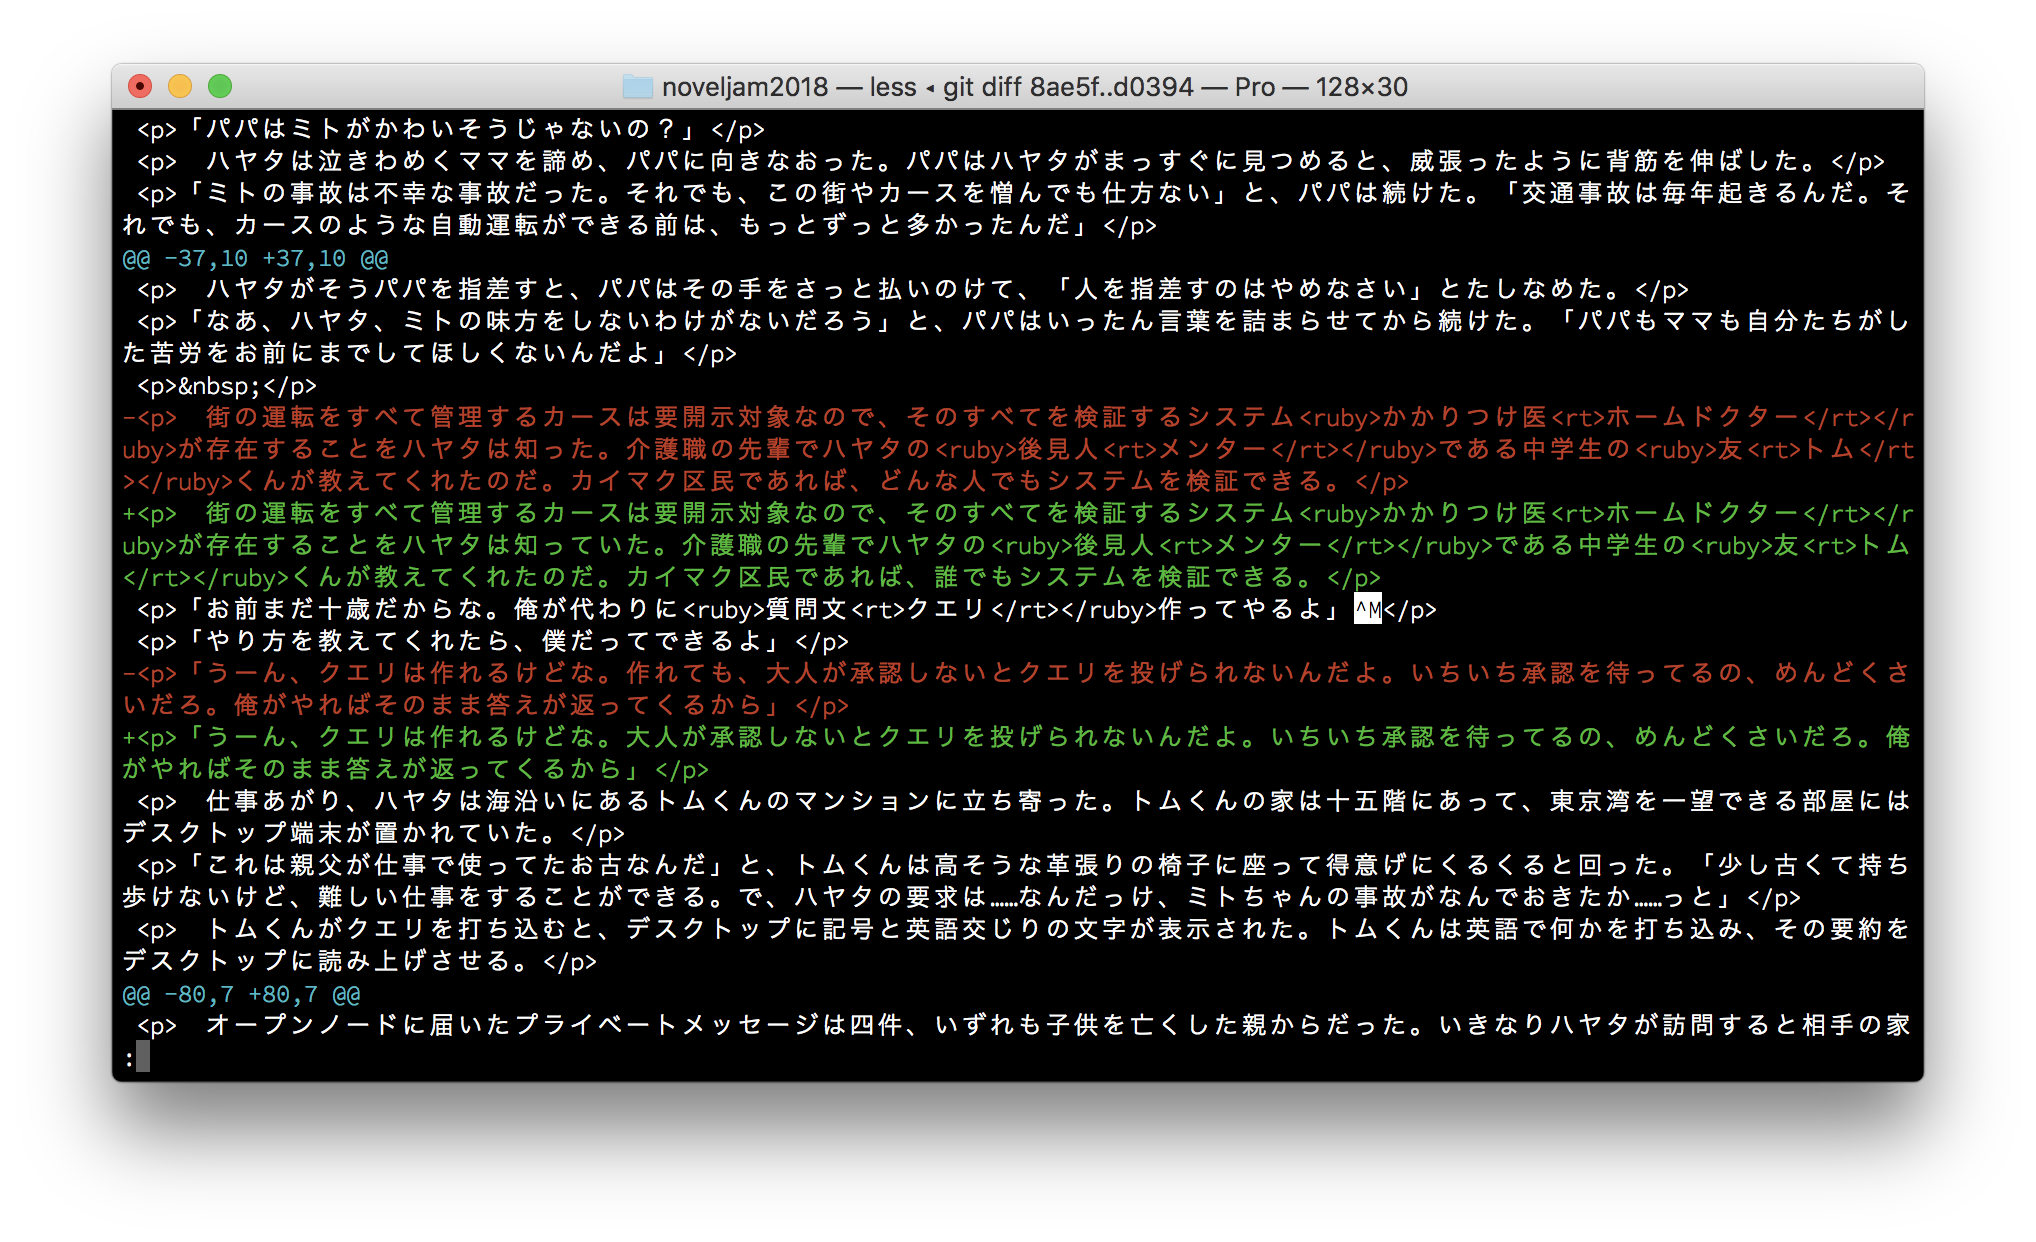 noveljam2018 — less ◂ git diff 8ae5f..d0394 — Pro — 128×30
<p>「パパはミトがかわいそうじゃないの？」</p>
<p>　ハヤタは泣きわめくママを諦め、パパに向きなおった。パパはハヤタがまっすぐに見つめると、威張ったように背筋を伸ばした。</p>
<p>「ミトの事故は不幸な事故だった。それでも、この街やカースを憎んでも仕方ない」と、パパは続けた。「交通事故は毎年起きるんだ。そ
れでも、カースのような自動運転ができる前は、もっとずっと多かったんだ」</p>
@@ -37,10 +37,10 @@
<p>　ハヤタがそうパパを指差すと、パパはその手をさっと払いのけて、「人を指差すのはやめなさい」とたしなめた。</p>
<p>「なあ、ハヤタ、ミトの味方をしないわけがないだろう」と、パパはいったん言葉を詰まらせてから続けた。「パパもママも自分たちがし
た苦労をお前にまでしてほしくないんだよ」</p>
<p>&nbsp;</p>
-<p>　街の運転をすべて管理するカースは要開示対象なので、そのすべてを検証するシステム<ruby>かかりつけ医<rt>ホームドクター</rt></r
uby>が存在することをハヤタは知った。介護職の先輩でハヤタの<ruby>後見人<rt>メンター</rt></ruby>である中学生の<ruby>友<rt>トム</rt
></ruby>くんが教えてくれたのだ。カイマク区民であれば、どんな人でもシステムを検証できる。</p>
+<p>　街の運転をすべて管理するカースは要開示対象なので、そのすべてを検証するシステム<ruby>かかりつけ医<rt>ホームドクター</rt></r
uby>が存在することをハヤタは知っていた。介護職の先輩でハヤタの<ruby>後見人<rt>メンター</rt></ruby>である中学生の<ruby>友<rt>トム
</rt></ruby>くんが教えてくれたのだ。カイマク区民であれば、誰でもシステムを検証できる。</p>
<p>「お前まだ十歳だからな。俺が代わりに<ruby>質問文<rt>クエリ</rt></ruby>作ってやるよ」^M</p>
<p>「やり方を教えてくれたら、僕だってできるよ」</p>
-<p>「うーん、クエリは作れるけどな。作れても、大人が承認しないとクエリを投げられないんだよ。いちいち承認を待ってるの、めんどくさ
いだろ。俺がやればそのまま答えが返ってくるから」</p>
+<p>「うーん、クエリは作れるけどな。大人が承認しないとクエリを投げられないんだよ。いちいち承認を待ってるの、めんどくさいだろ。俺
がやればそのまま答えが返ってくるから」</p>
<p>　仕事あがり、ハヤタは海沿いにあるトムくんのマンションに立ち寄った。トムくんの家は十五階にあって、東京湾を一望できる部屋には
デスクトップ端末が置かれていた。</p>
<p>「これは親父が仕事で使ってたお古なんだ」と、トムくんは高そうな革張りの椅子に座って得意げにくるくると回った。「少し古くて持ち
歩けないけど、難しい仕事をすることができる。で、ハヤタの要求は……なんだっけ、ミトちゃんの事故がなんでおきたか……っと」</p>
<p>　トムくんがクエリを打ち込むと、デスクトップに記号と英語交じりの文字が表示された。トムくんは英語で何かを打ち込み、その要約を
デスクトップに読み上げさせる。</p>
@@ -80,7 +80,7 @@
<p>　オープンノードに届いたプライベートメッセージは四件、いずれも子供を亡くした親からだった。いきなりハヤタが訪問すると相手の家
: